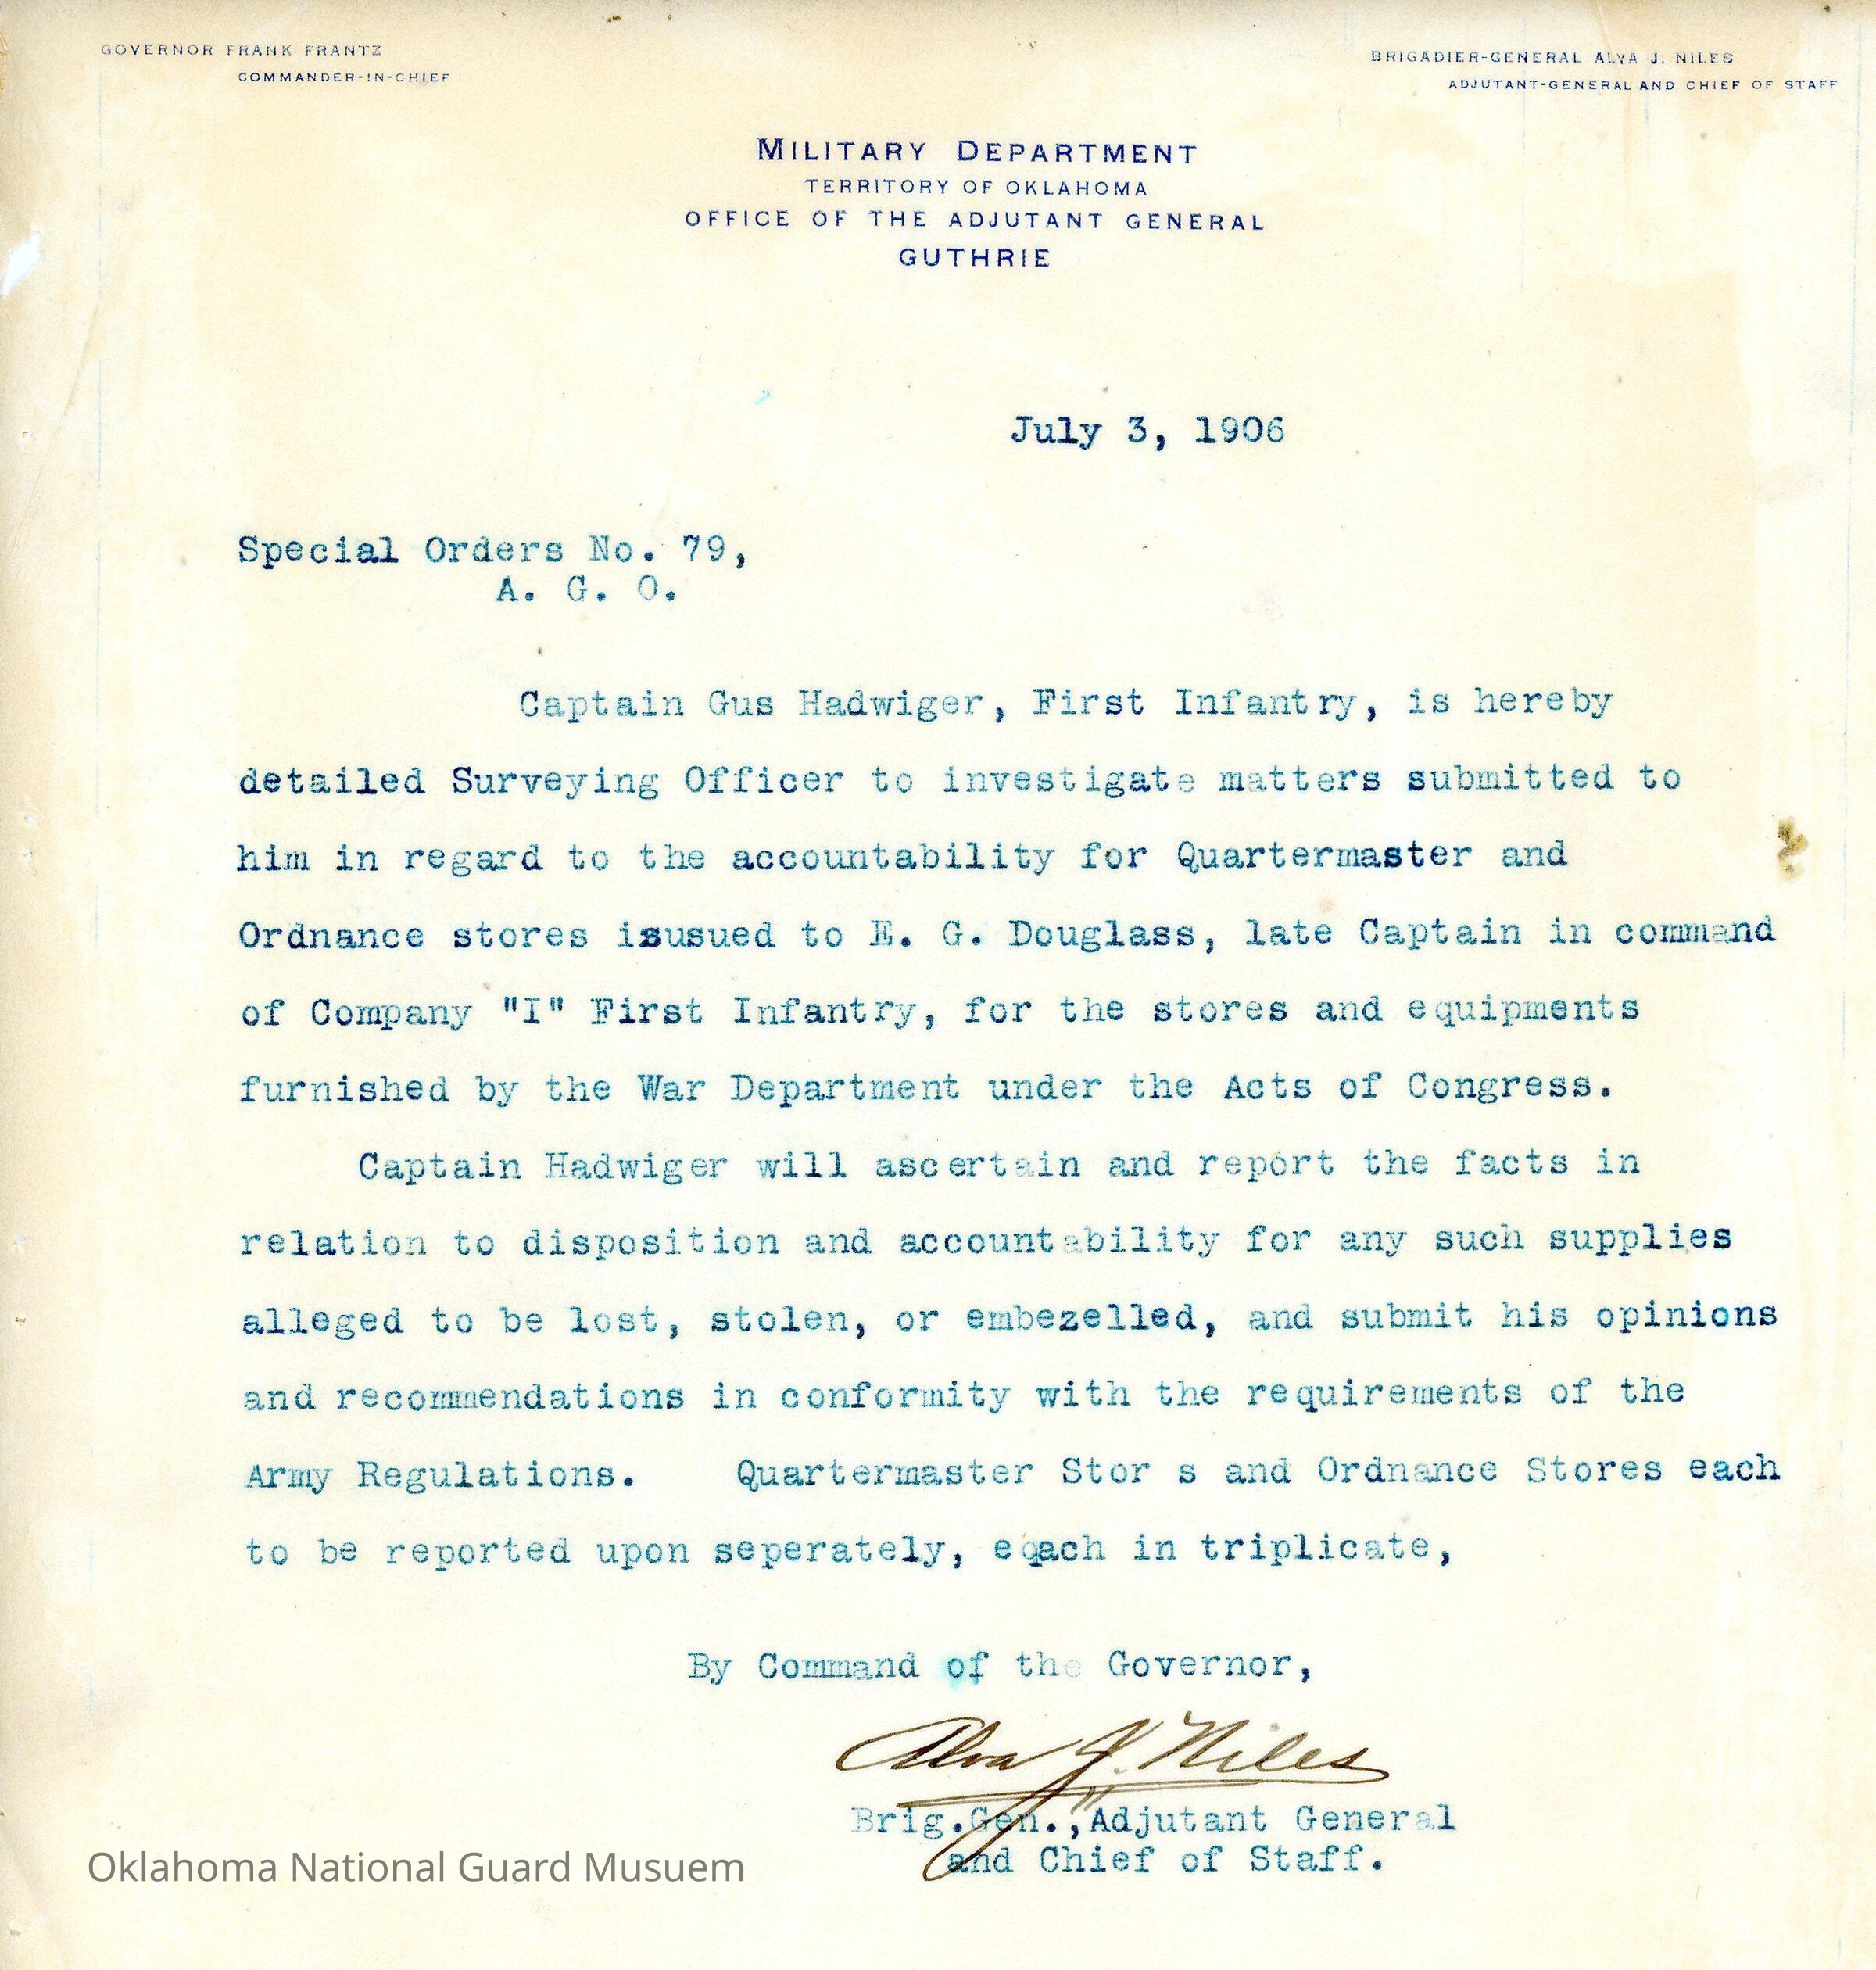 GOVERNOR FRANK FRANTZ
COMMANDER-IN-CHIEF
BRIGADIER-GENERAL ALVA J. NILES
ADJUTANT-GENERAL AND CHIEF OF STAFF
MILITARY DEPARTMENT
TERRITORY OF OKLAHOMA
OFFICE OF THE ADJUTANT GENERAL
GUTHRIE
July 3, 1906
Special Orders No. 79,
A. G. O.
Captain Gus Hadwiger, First Infantry, is hereby
detailed Surveying Officer to investigate matters submitted to
him in regard to the accountability for Quartermaster and
Ordnance stores isusued to E. G. Douglass, late Captain in command
of Company "I" First Infantry, for the stores and equipments
furnished by the War Department under the Acts of Congress.
Captain Hadwiger will ascertain and report the facts in
relation to disposition and accountability for any such supplies
alleged to be lost, stolen, or embezelled, and submit his opinions
and recommendations in conformity with the requirements of the
Army Regulations. Quartermaster Stor s and Ordnance Stores each
to be reported upon seperately, eqach in triplicate,
By Command of the Governor,
Alva J. Niles
Brig.Gen.,Adjutant General
and Chief of Staff.
Oklahoma National Guard Musuem